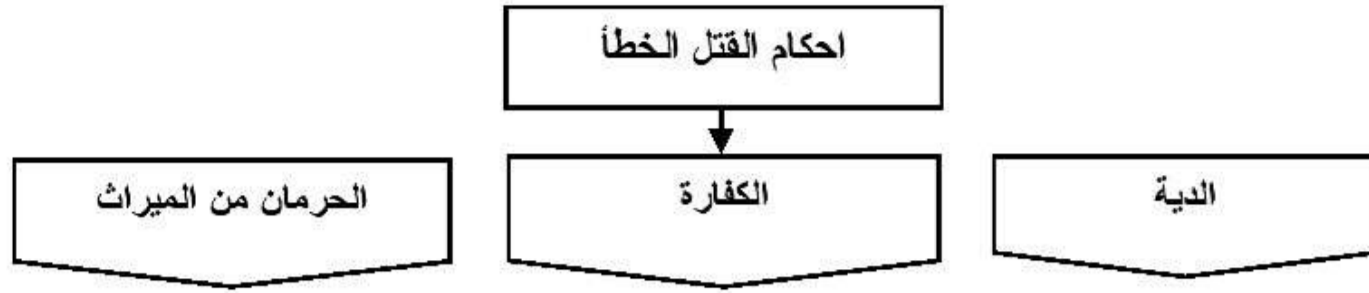 احكام القتل الخطأ
الدية
الكفارة
الحرمان من الميراث